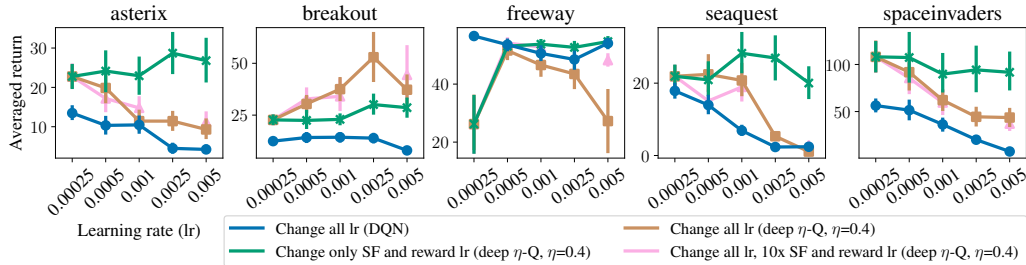 asterix breakout freeway seaquest spaceinvaders
Averaged return
30
20
10
50
25
40
20
20
0
100
50
0.00025 0.0005 0.001 0.0025 0.005
0.00025 0.0005 0.001 0.0025 0.005
0.00025 0.0005 0.001 0.0025 0.005
0.00025 0.0005 0.001 0.0025 0.005
0.00025 0.0005 0.001 0.0025 0.005
Learning rate (lr)
Change all lr (DQN)
Change only SF and reward lr (deep η-Q, η=0.4)
Change all lr (deep η-Q, η=0.4)
Change all lr, 10x SF and reward lr (deep η-Q, η=0.4)